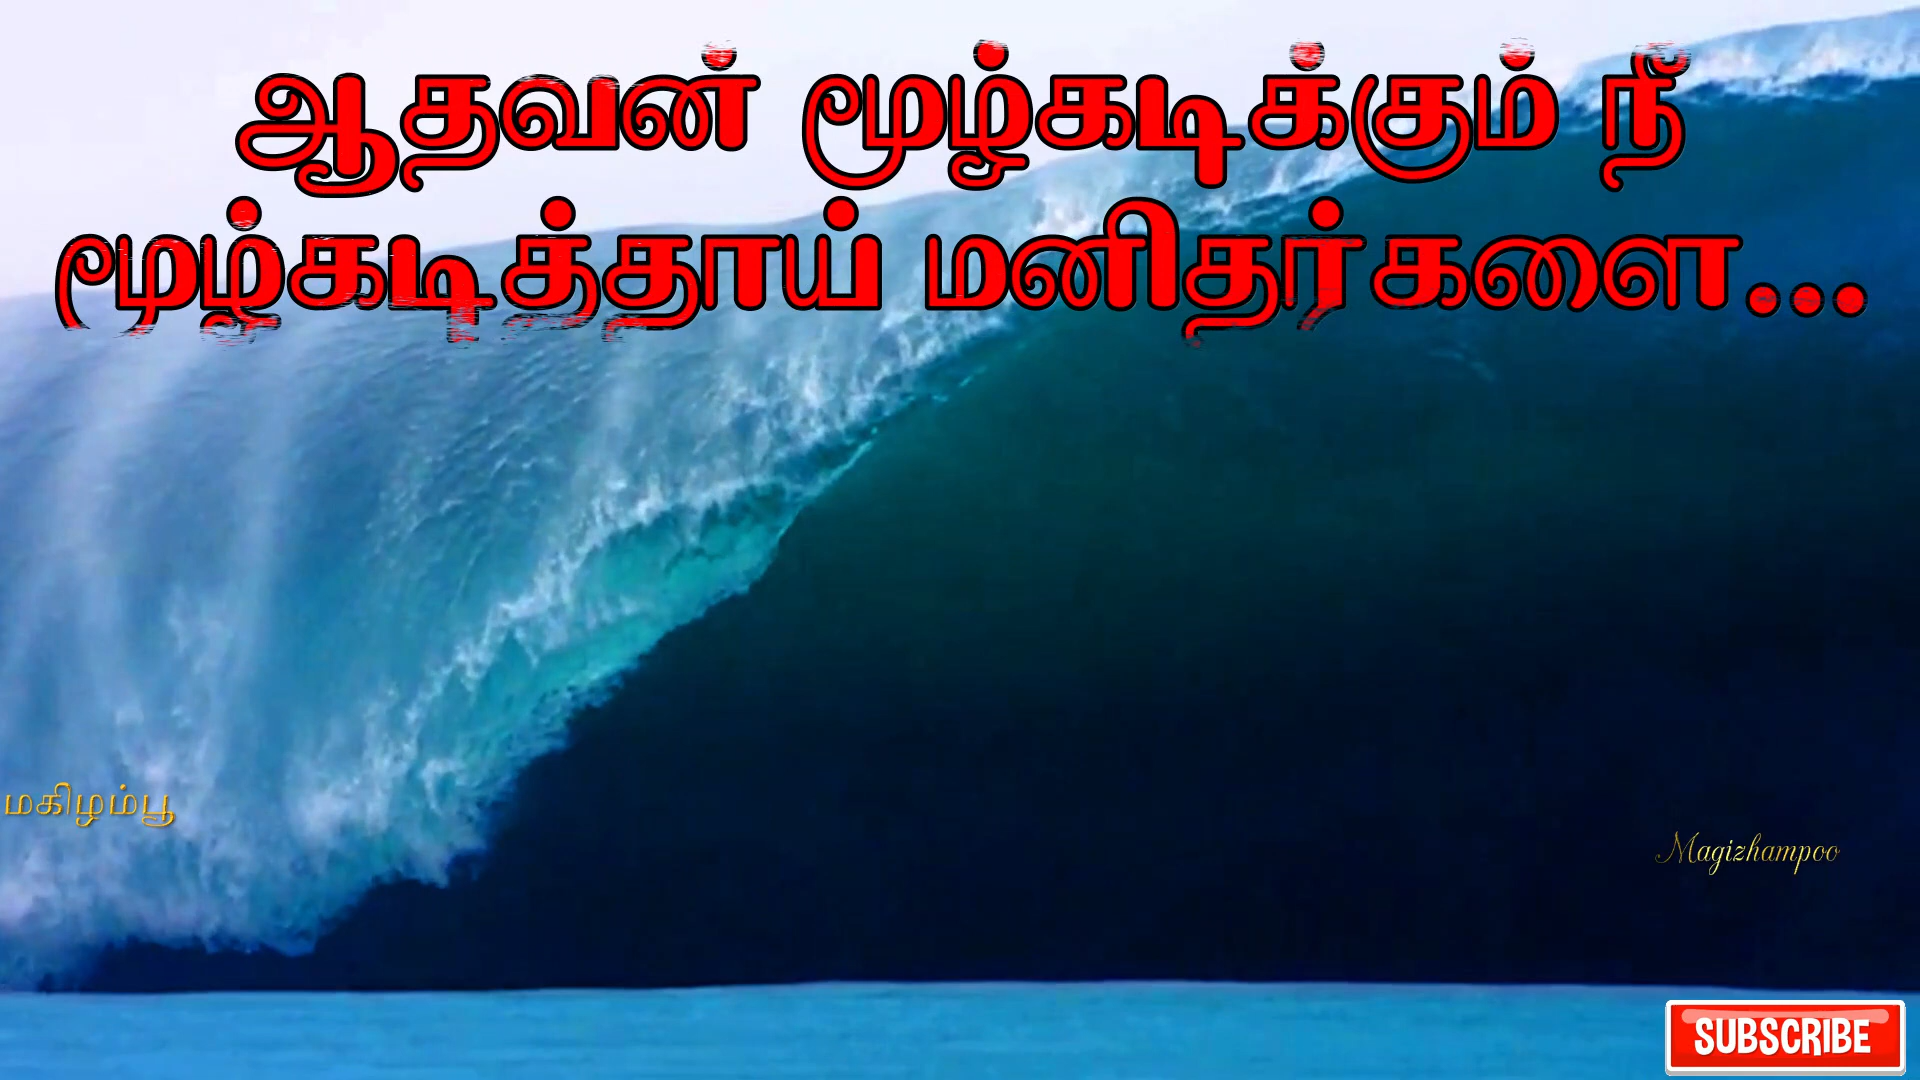 ஆதவன் மூழ்கடிக்கும் நீ
மூழ்கடித்தாய் மனிதர்களை...
மகிழம்பூ
Magizhampoo
SUBSCRIBE